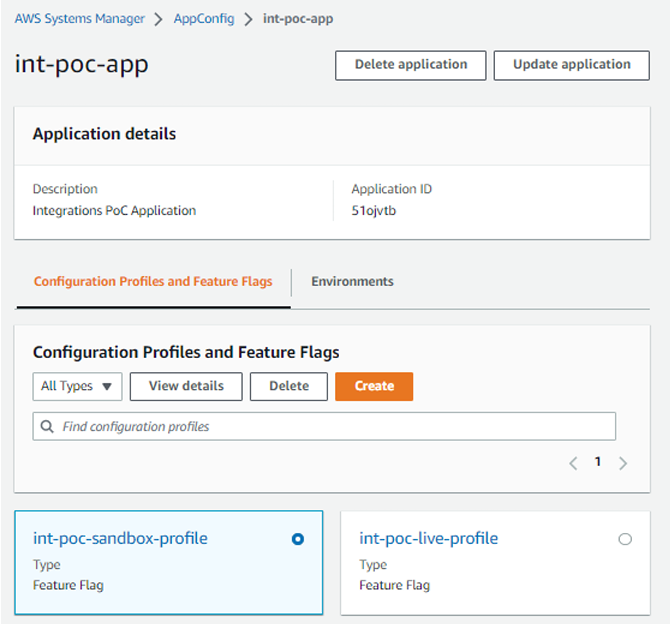 AWS Systems Manager > AppConfig > int-poc-app
int-poc-app
Delete application
Update application
Application details
Description
Integrations PoC Application
Application ID
51ojvtb
Configuration Profiles and Feature Flags
Environments
Configuration Profiles and Feature Flags
All Types
View details
Delete
Create
Find configuration profiles
1
int-poc-sandbox-profile
Type
Feature Flag
int-poc-live-profile
Type
Feature Flag